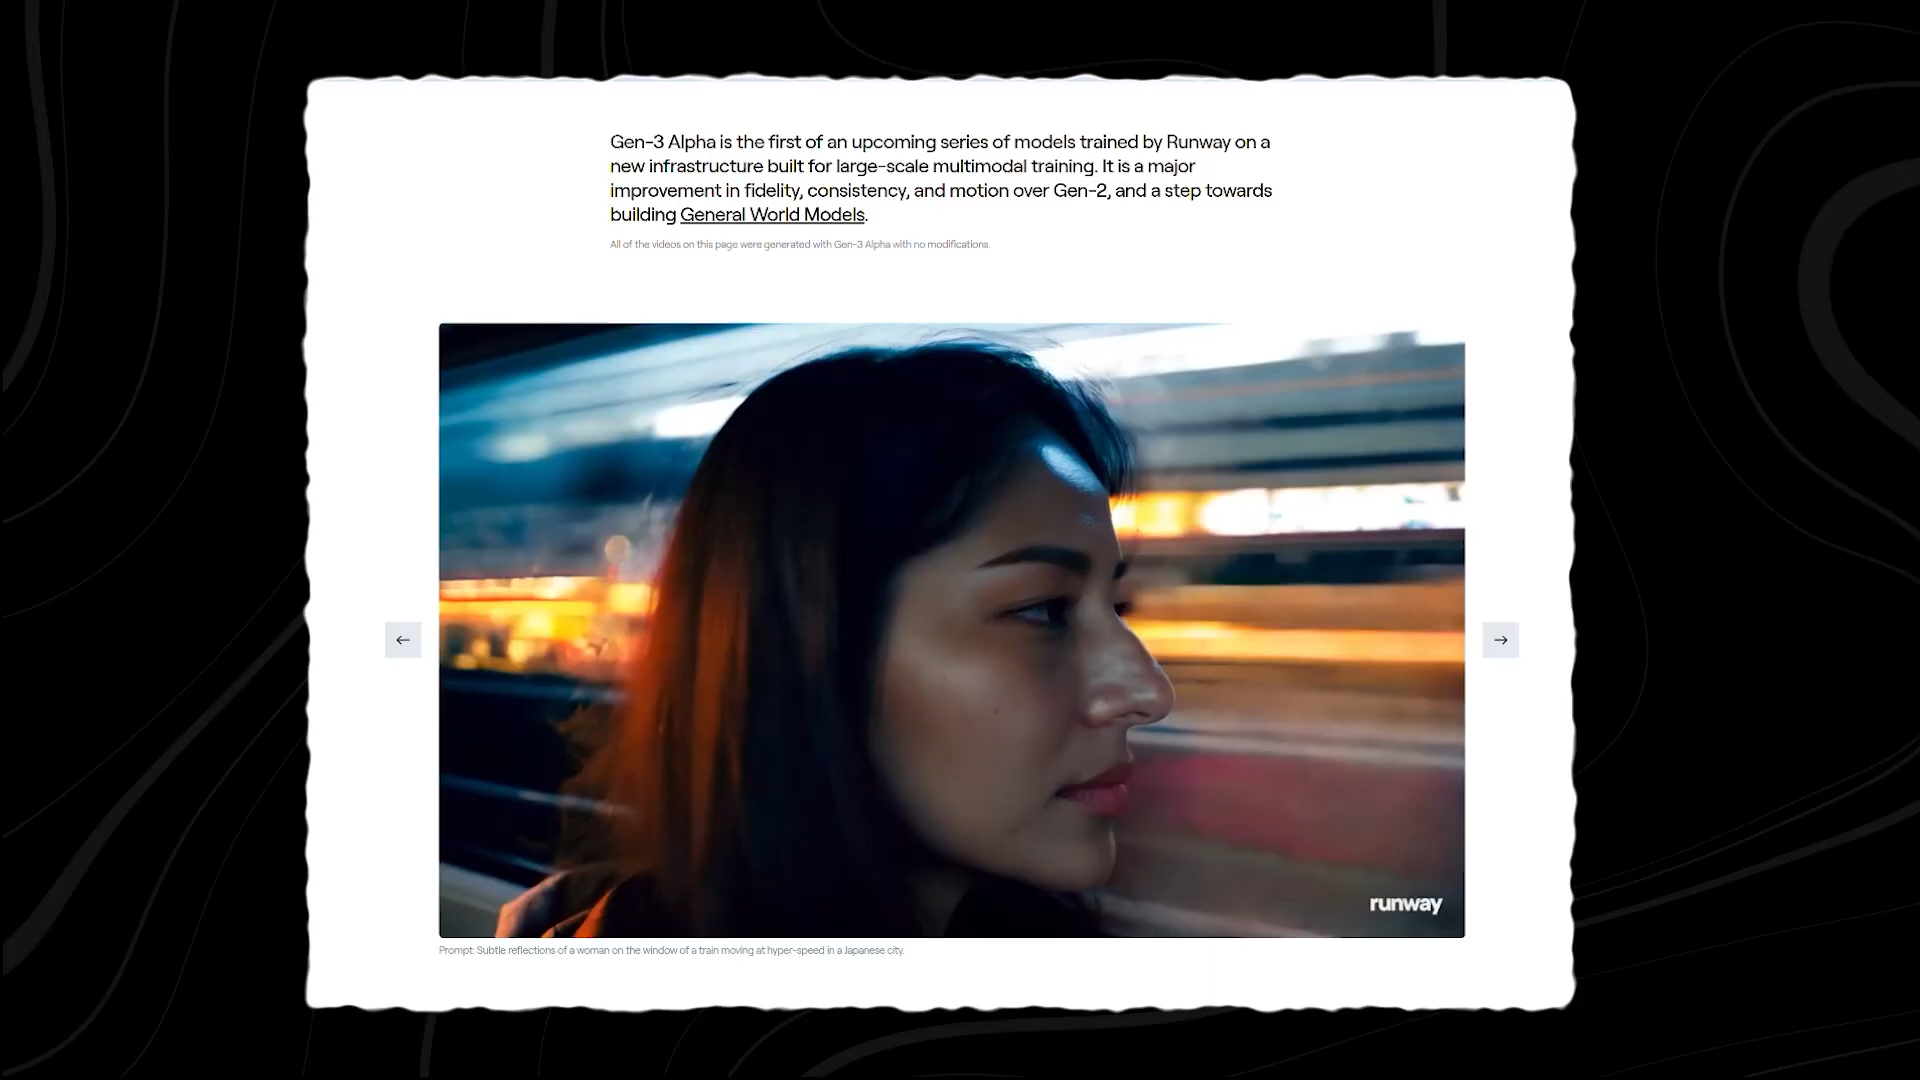 Gen-3 Alpha is the first of an upcoming series of models trained by Runway on a
new infrastructure built for large-scale multimodal training. It is a major
improvement in fidelity, consistency, and motion over Gen-2, and a step towards
building General World Models.
All of the videos on this page were generated with Gen-3 Alpha with no modifications.
runway
Prompt: Subtle reflections of a woman on the window of a train moving at hyper-speed in a Japanese city.